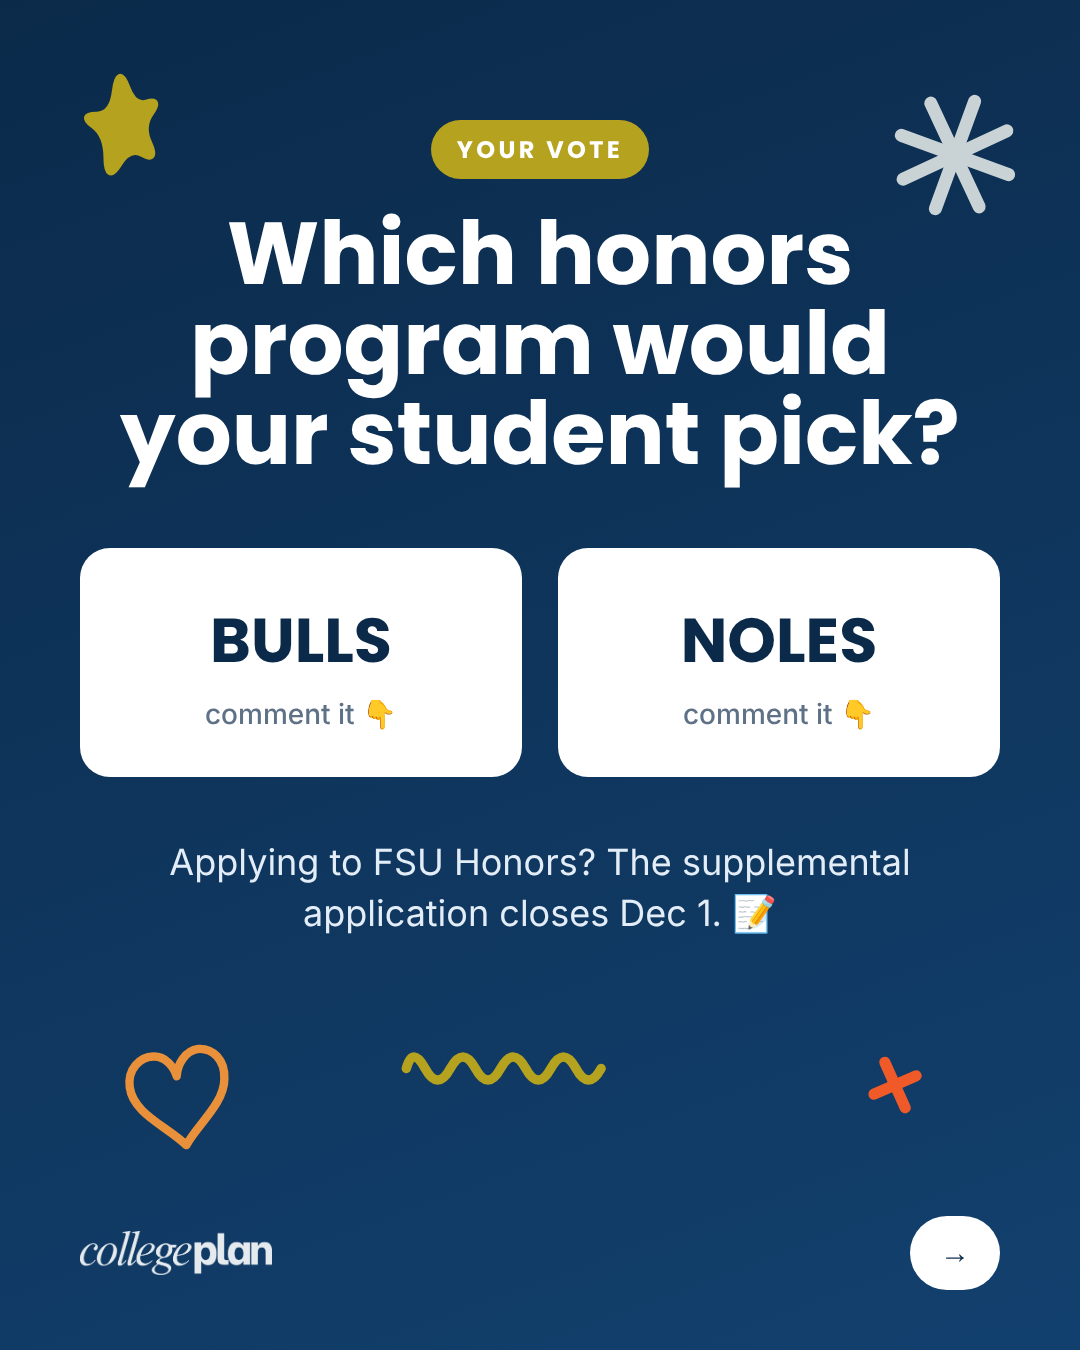 YOUR VOTE
Which honors
program would
your student pick?
BULLS
comment it 👇
NOLES
comment it 👇
Applying to FSU Honors? The supplemental
application closes Dec 1. 📝
collegeplan
→